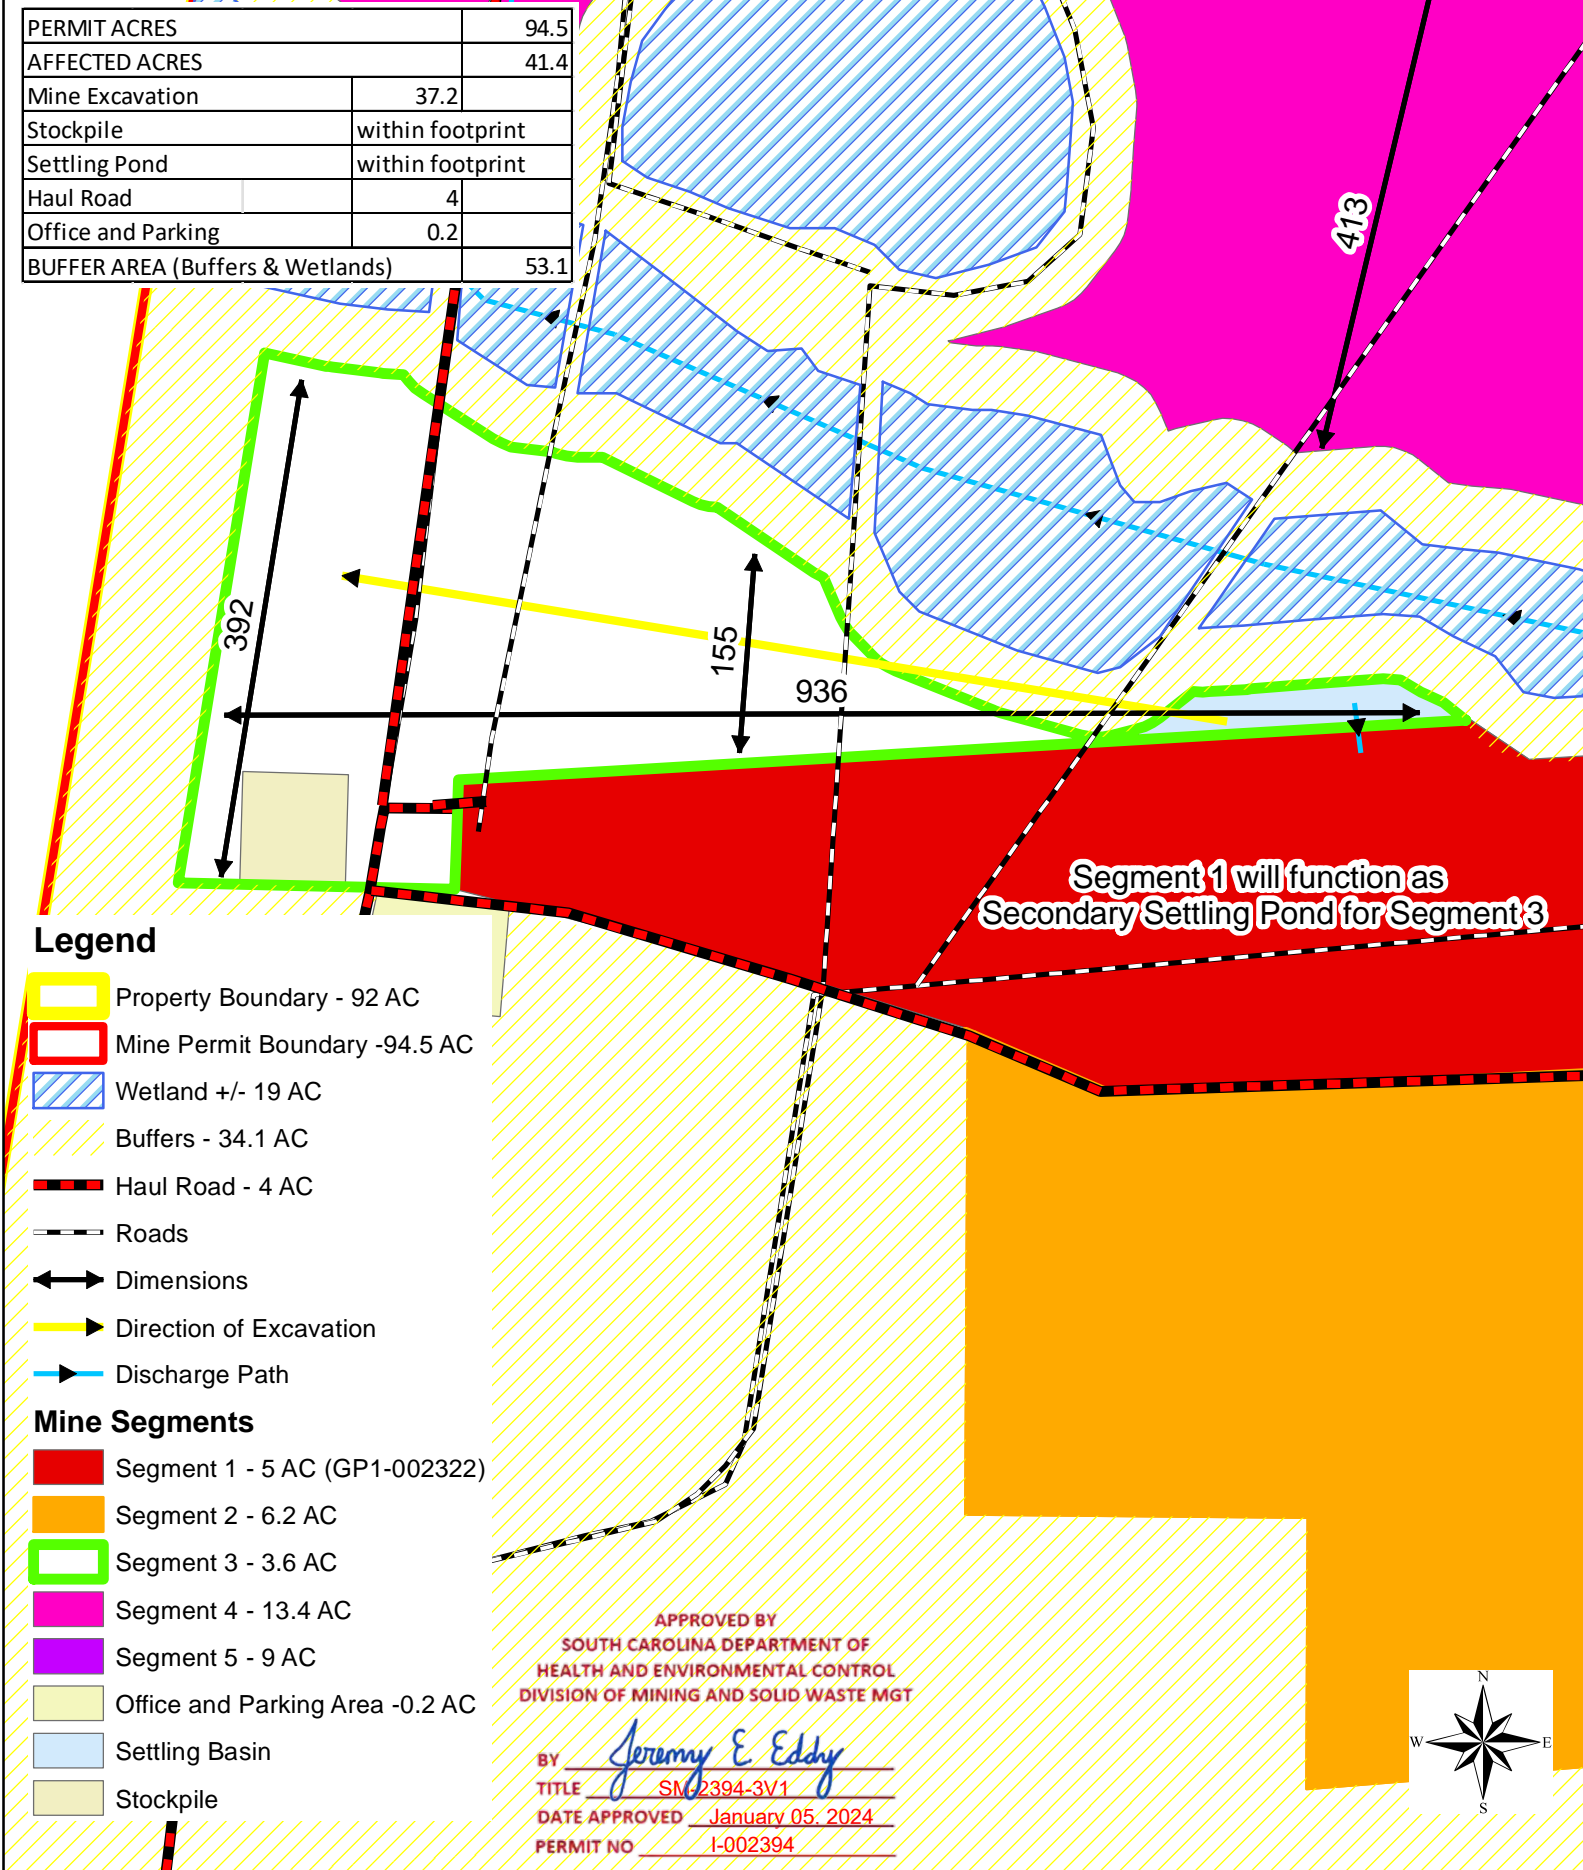 PERMIT ACRES 94.5
AFFECTED ACRES 41.4
Mine Excavation 37.2
Stockpile within footprint
Settling Pond within footprint
Haul Road 4
Office and Parking 0.2
BUFFER AREA (Buffers & Wetlands) 53.1
413
392
155
936
Segment 1 will function as
Secondary Settling Pond for Segment 3
Legend
Property Boundary - 92 AC
Mine Permit Boundary -94.5 AC
Wetland +/- 19 AC
Buffers - 34.1 AC
Haul Road - 4 AC
Roads
Dimensions
Direction of Excavation
Discharge Path
Mine Segments
Segment 1 - 5 AC (GP1-002322)
Segment 2 - 6.2 AC
Segment 3 - 3.6 AC
Segment 4 - 13.4 AC
Segment 5 - 9 AC
Office and Parking Area -0.2 AC
Settling Basin
Stockpile
APPROVED BY
SOUTH CAROLINA DEPARTMENT OF
HEALTH AND ENVIRONMENTAL CONTROL
DIVISION OF MINING AND SOLID WASTE MGT
BY Jeremy E. Eddy
TITLE SM-2394-3V1
DATE APPROVED January 05. 2024
PERMIT NO I-002394
N
W E
S